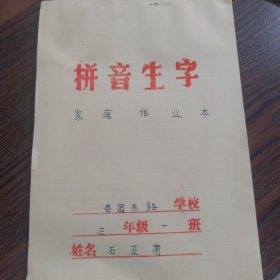 拼音生字
家庭作业本
杏园东路学校
三年级一班
姓名石亚甫